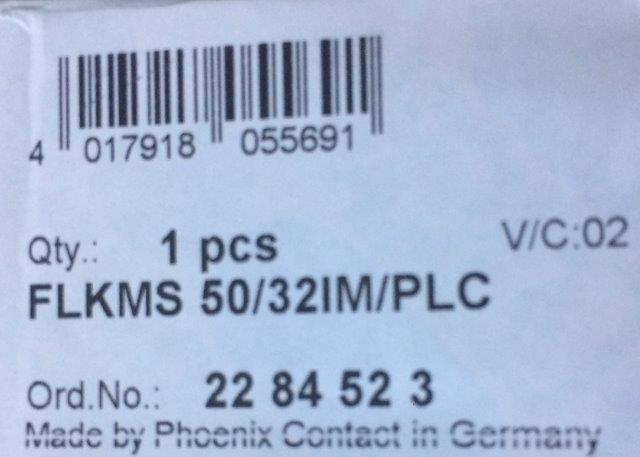 4 017918 055691
Qty.: 1 pcs V/C:02
FLKMS 50/32IM/PLC
Ord.No.: 22 84 52 3
Made by Phoenix Contact in Germany